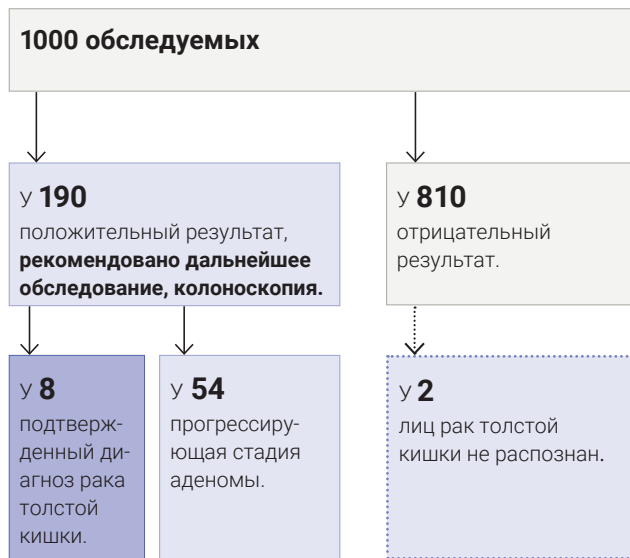 1000 обследуемых
У 190
положительный результат,
рекомендовано дальнейшее
обследование, колоноскопия.
У 810
отрицательный
результат.
У 8
подтверж-
денный ди-
агноз рака
толстой
кишки.
У 54
прогрессиру-
ющая стадия
аденомы.
У 2
лиц рак толстой
кишки не распознан.